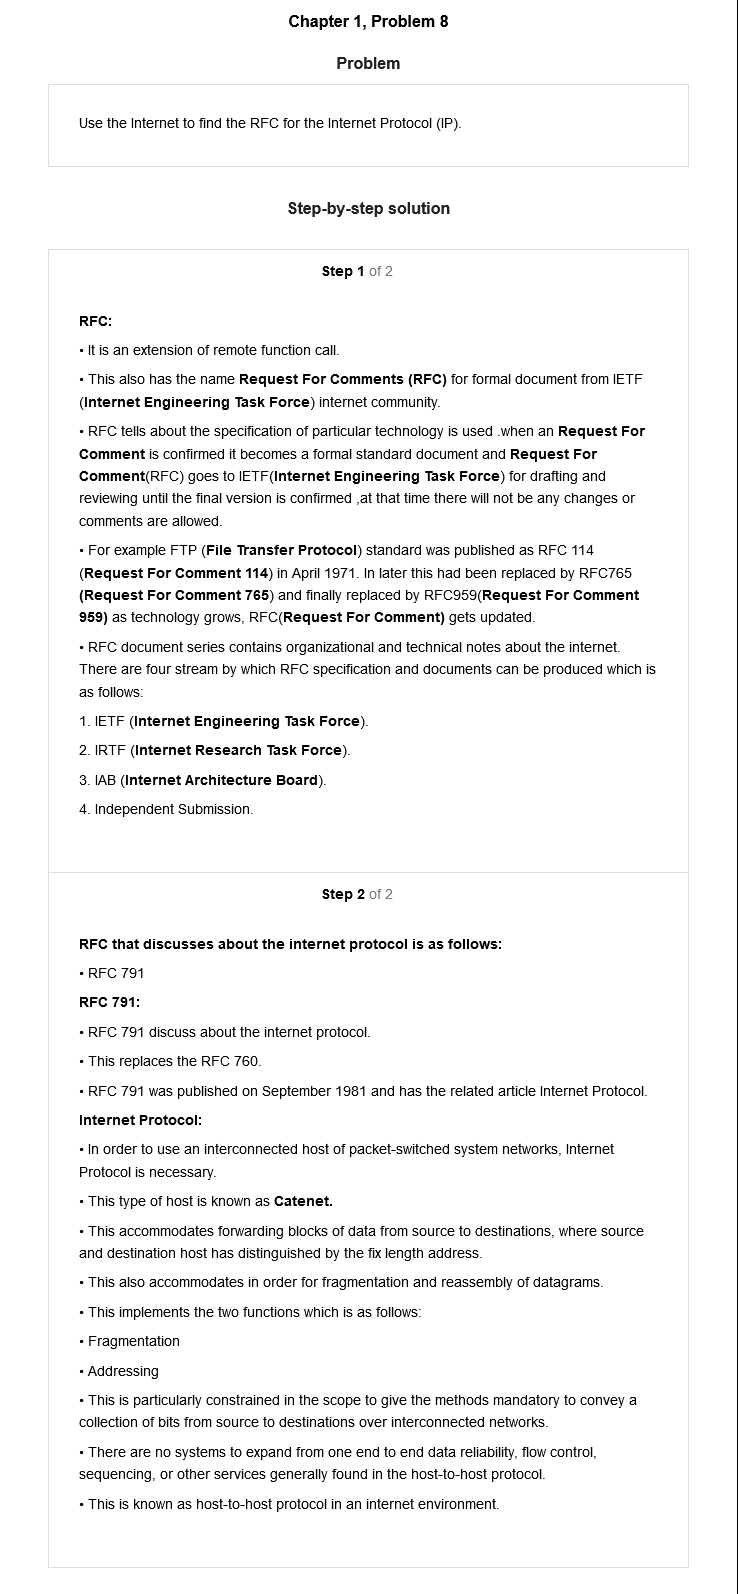 Chapter 1, Problem 8
Problem
Use the Internet to find the RFC for the Internet Protocol (IP).
Step-by-step solution
Step 1 of 2
RFC:
• It is an extension of remote function call.
• This also has the name Request For Comments (RFC) for formal document from IETF
(Internet Engineering Task Force) internet community.
• RFC tells about the specification of particular technology is used .when an Request For
Comment is confirmed it becomes a formal standard document and Request For
Comment(RFC) goes to IETF(Internet Engineering Task Force) for drafting and
reviewing until the final version is confirmed ,at that time there will not be any changes or
comments are allowed.
• For example FTP (File Transfer Protocol) standard was published as RFC 114
(Request For Comment 114) in April 1971. In later this had been replaced by RFC765
(Request For Comment 765) and finally replaced by RFC959(Request For Comment
959) as technology grows, RFC(Request For Comment) gets updated.
• RFC document series contains organizational and technical notes about the internet.
There are four stream by which RFC specification and documents can be produced which is
as follows:
1. IETF (Internet Engineering Task Force).
2. IRTF (Internet Research Task Force).
3. IAB (Internet Architecture Board).
4. Independent Submission.
Step 2 of 2
RFC that discusses about the internet protocol is as follows:
• RFC 791
RFC 791:
• RFC 791 discuss about the internet protocol.
• This replaces the RFC 760.
• RFC 791 was published on September 1981 and has the related article Internet Protocol.
Internet Protocol:
• In order to use an interconnected host of packet-switched system networks, Internet
Protocol is necessary.
• This type of host is known as Catenet.
• This accommodates forwarding blocks of data from source to destinations, where source
and destination host has distinguished by the fix length address.
• This also accommodates in order for fragmentation and reassembly of datagrams.
• This implements the two functions which is as follows:
• Fragmentation
• Addressing
• This is particularly constrained in the scope to give the methods mandatory to convey a
collection of bits from source to destinations over interconnected networks.
• There are no systems to expand from one end to end data reliability, flow control,
sequencing, or other services generally found in the host-to-host protocol.
• This is known as host-to-host protocol in an internet environment.